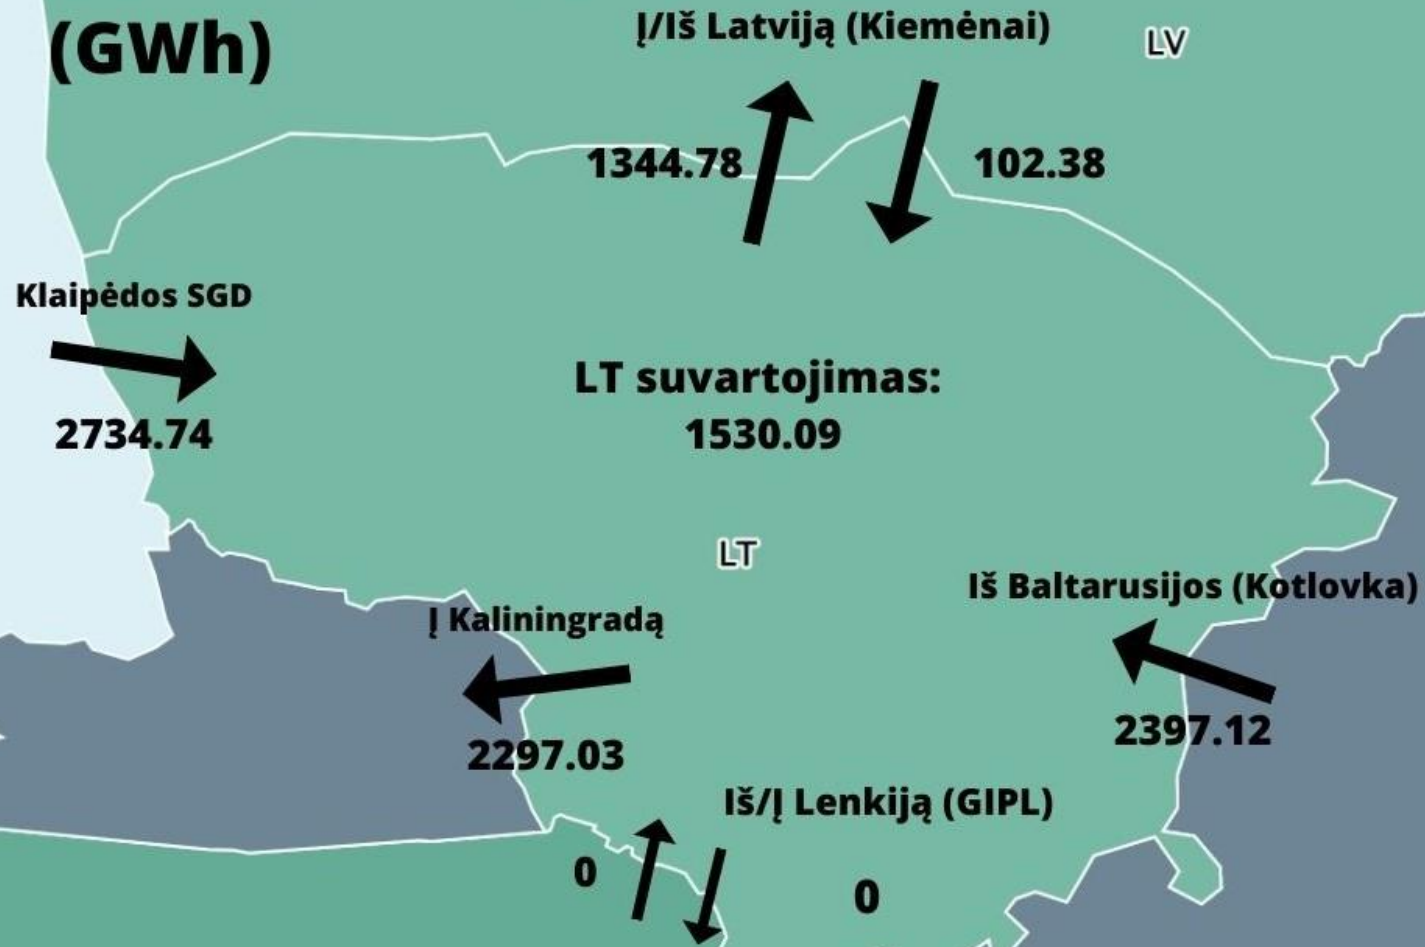 (GWh)
Į/Iš Latviją (Kiemėnai)
LV
1344.78
102.38
Klaipėdos SGD
2734.74
LT suvartojimas:
1530.09
LT
Iš Baltarusijos (Kotlovka)
2397.12
Į Kaliningradą
2297.03
Iš/Į Lenkiją (GIPL)
0
0